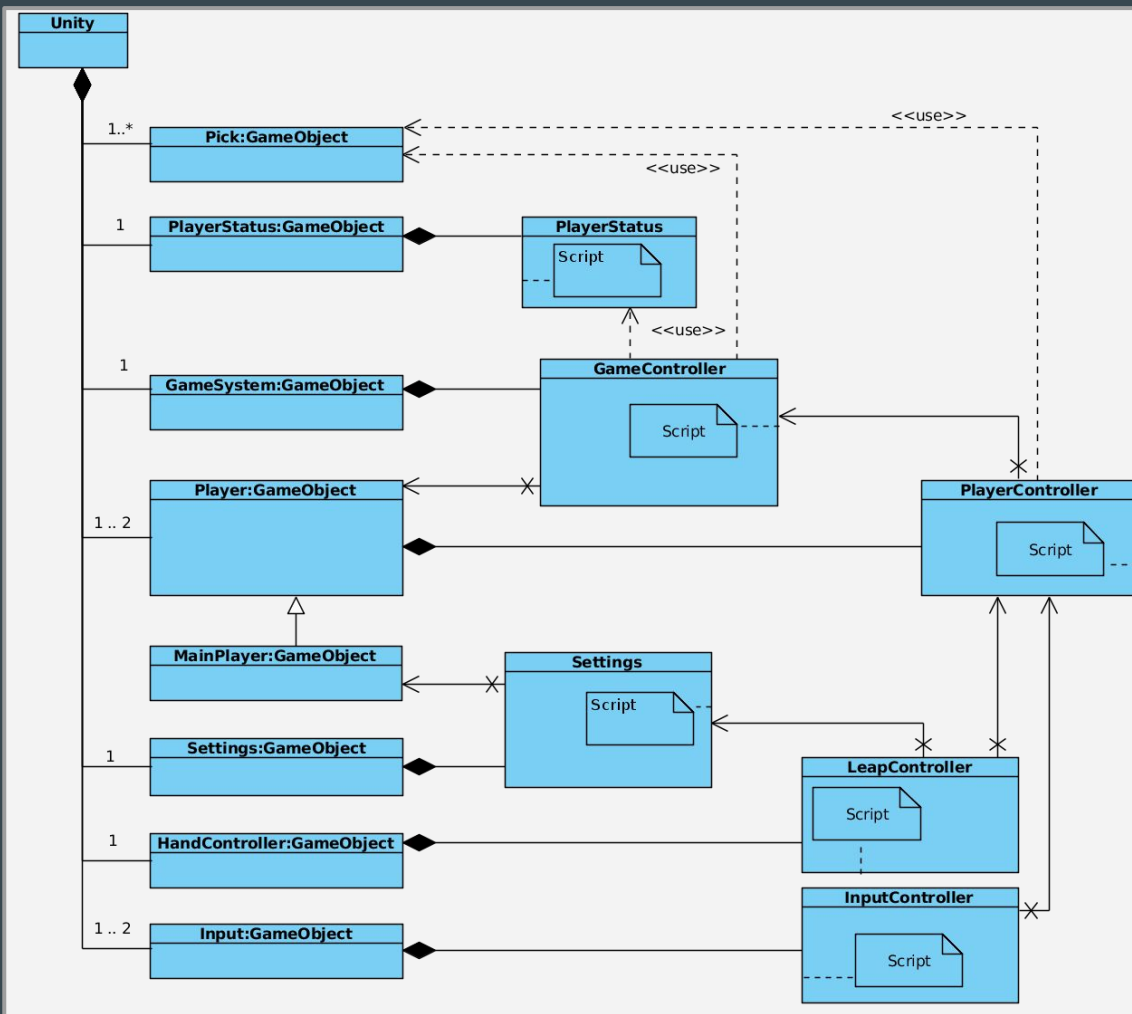 Unity
<<use>>
1..*
Pick:GameObject
<<use>>
1
PlayerStatus:GameObject
PlayerStatus
Script
<<use>>
1
GameSystem:GameObject
GameController
Script
Player:GameObject
PlayerController
1 .. 2
Script
MainPlayer:GameObject
Settings
Script
1
Settings:GameObject
LeapController
Script
1
HandController:GameObject
InputController
1 .. 2
Input:GameObject
Script